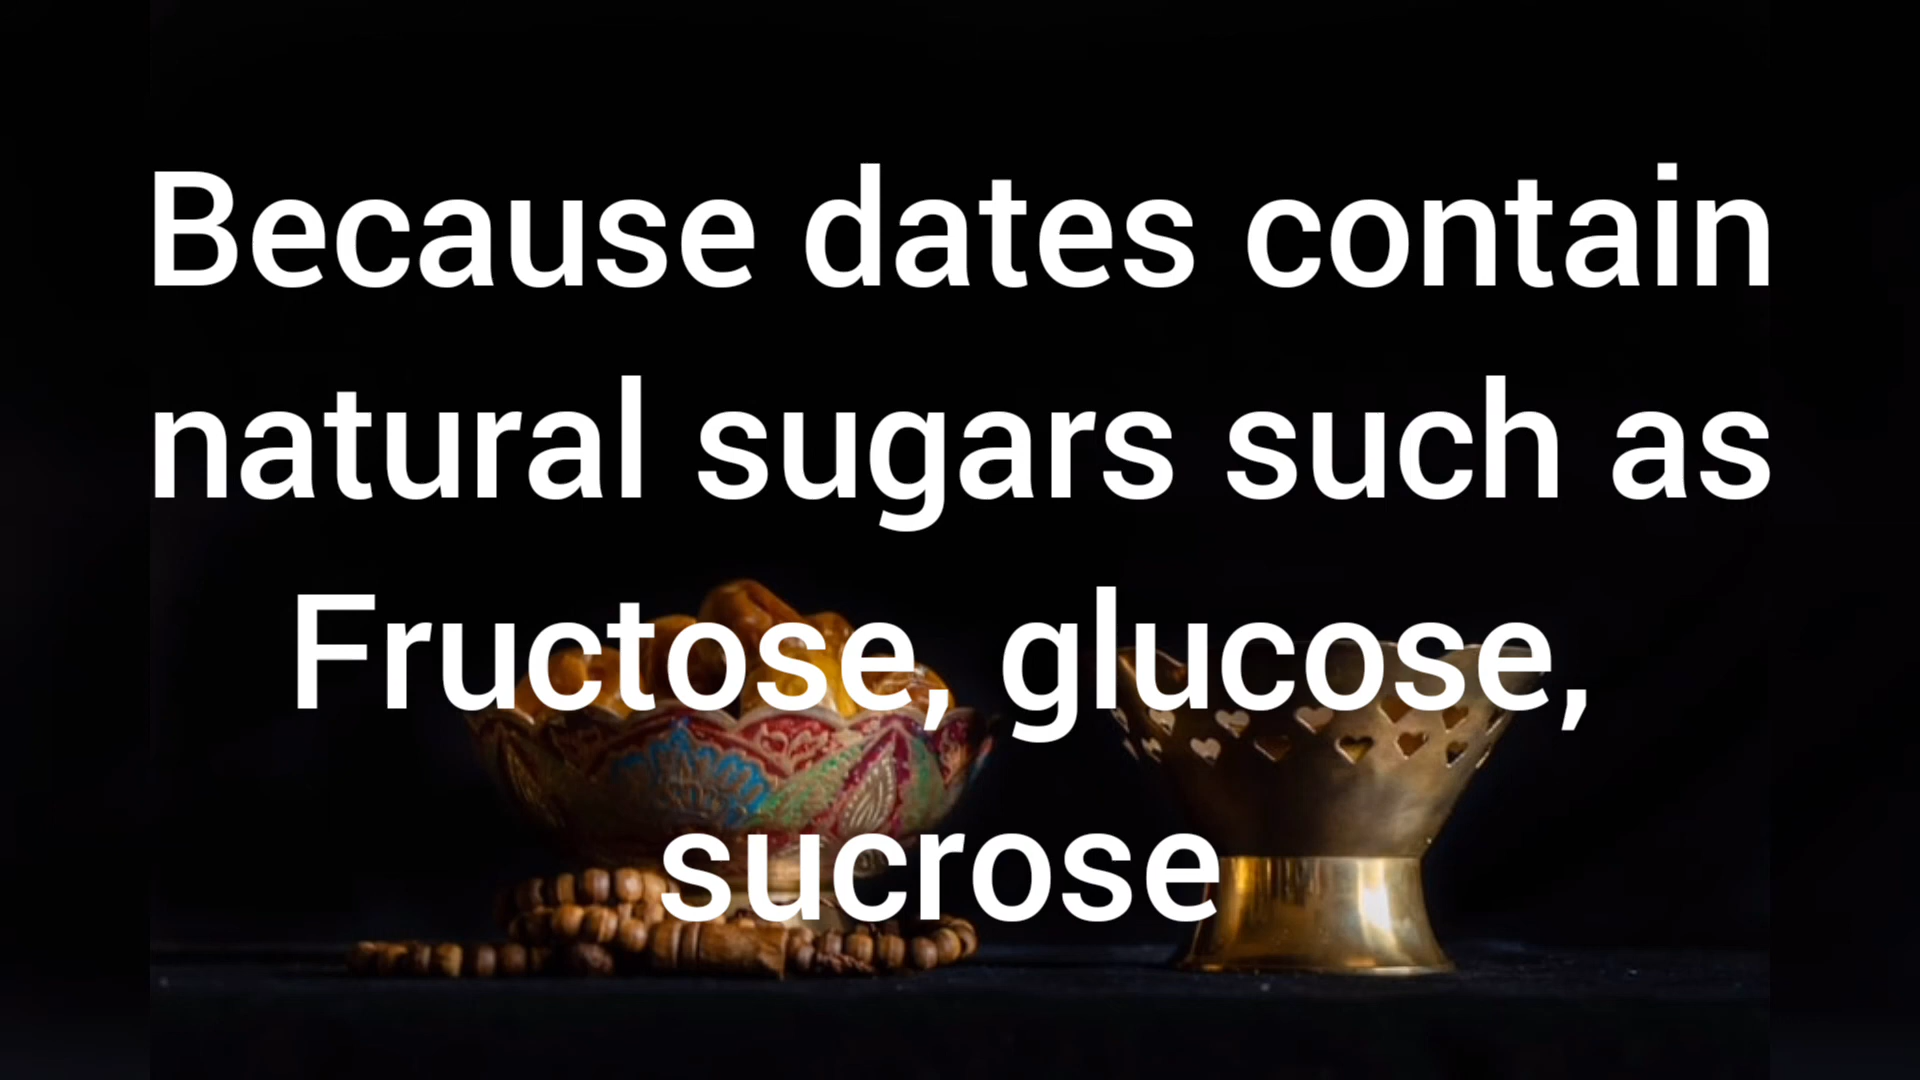 Because dates contain
natural sugars such as
Fructose, glucose,
sucrose